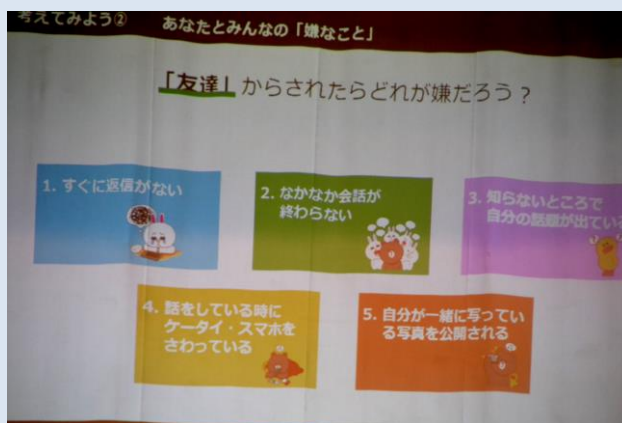 考えてみよう② あなたとみんなの「嫌なこと」
「友達」からされたらどれが嫌だろう？
1. すぐに返信がない
2. なかなか会話が
終わらない
3. 知らないところで
自分の話題が出ている
4. 話をしている時に
ケータイ・スマホを
さわっている
5. 自分が一緒に写ってい
る写真を公開される